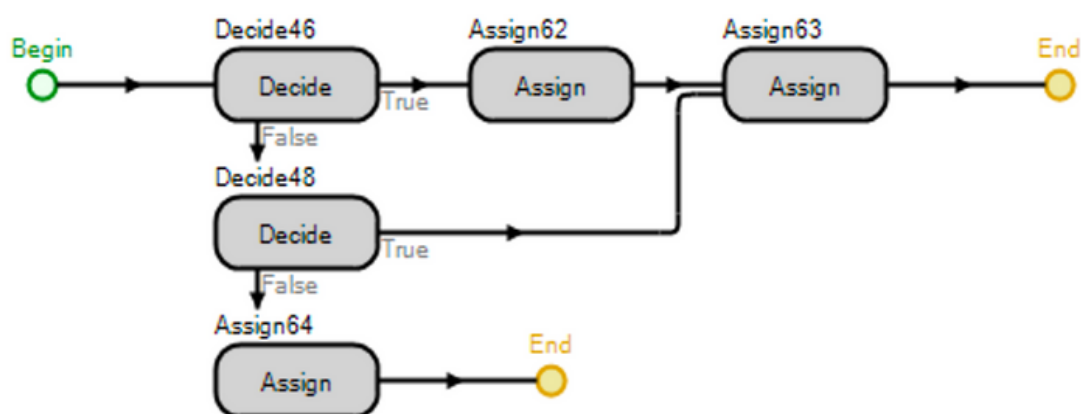 Begin
Decide46
Decide
True
False
Assign62
Assign
Assign63
Assign
End
Decide48
Decide
True
False
Assign64
Assign
End